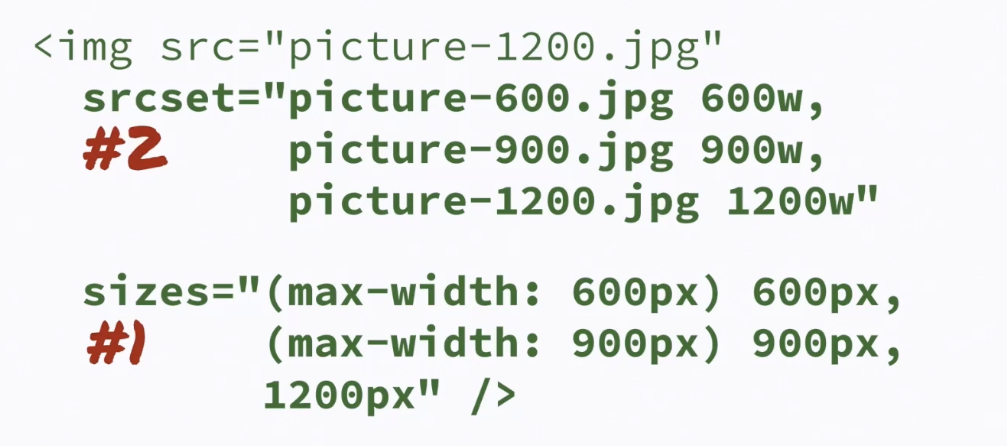 <img src="picture-1200.jpg"
srcset="picture-600.jpg 600w,
#2 picture-900.jpg 900w,
picture-1200.jpg 1200w"
sizes="(max-width: 600px) 600px,
#1 (max-width: 900px) 900px,
1200px" />